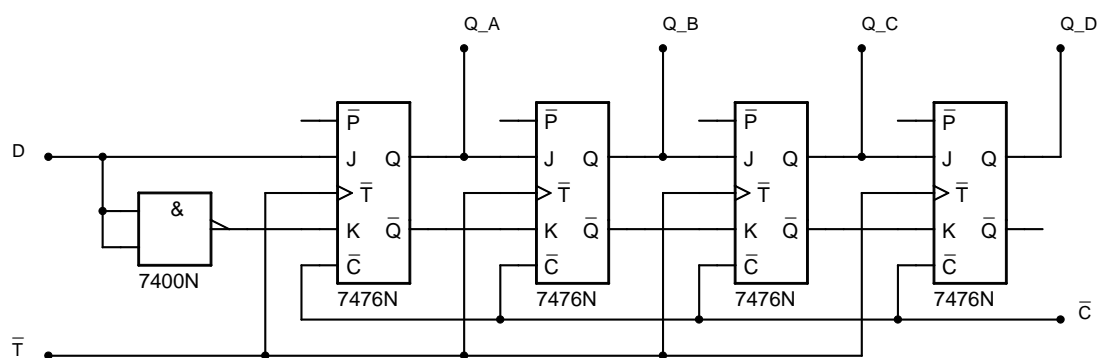 Q_A Q_B Q_C Q_D
P̅ P̅ P̅ P̅
D J Q J Q J Q J Q
& T̅ T̅ T̅ T̅
K Q̅ K Q̅ K Q̅ K Q̅
C̅ C̅ C̅ C̅
7400N 7476N 7476N 7476N 7476N
C̅
T̅